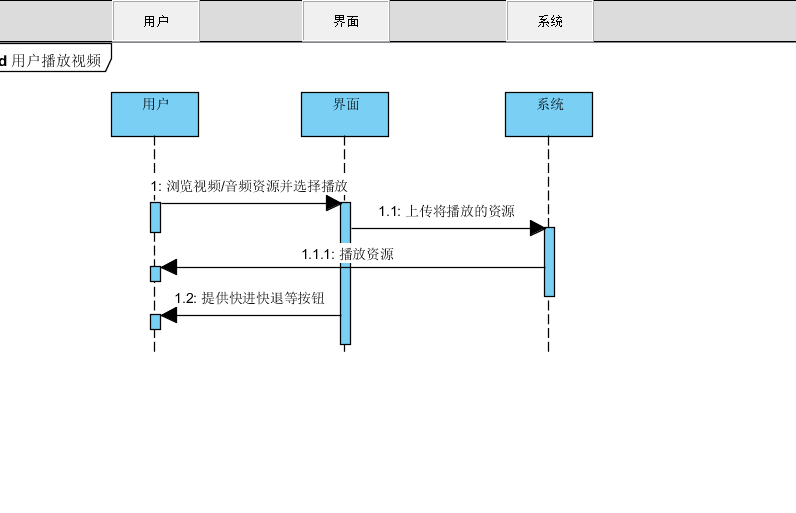 用户 界面 系统
d 用户播放视频
用户 界面 系统
1: 浏览视频/音频资源并选择播放
1.1: 上传将播放的资源
1.1.1: 播放资源
1.2: 提供快进快退等按钮